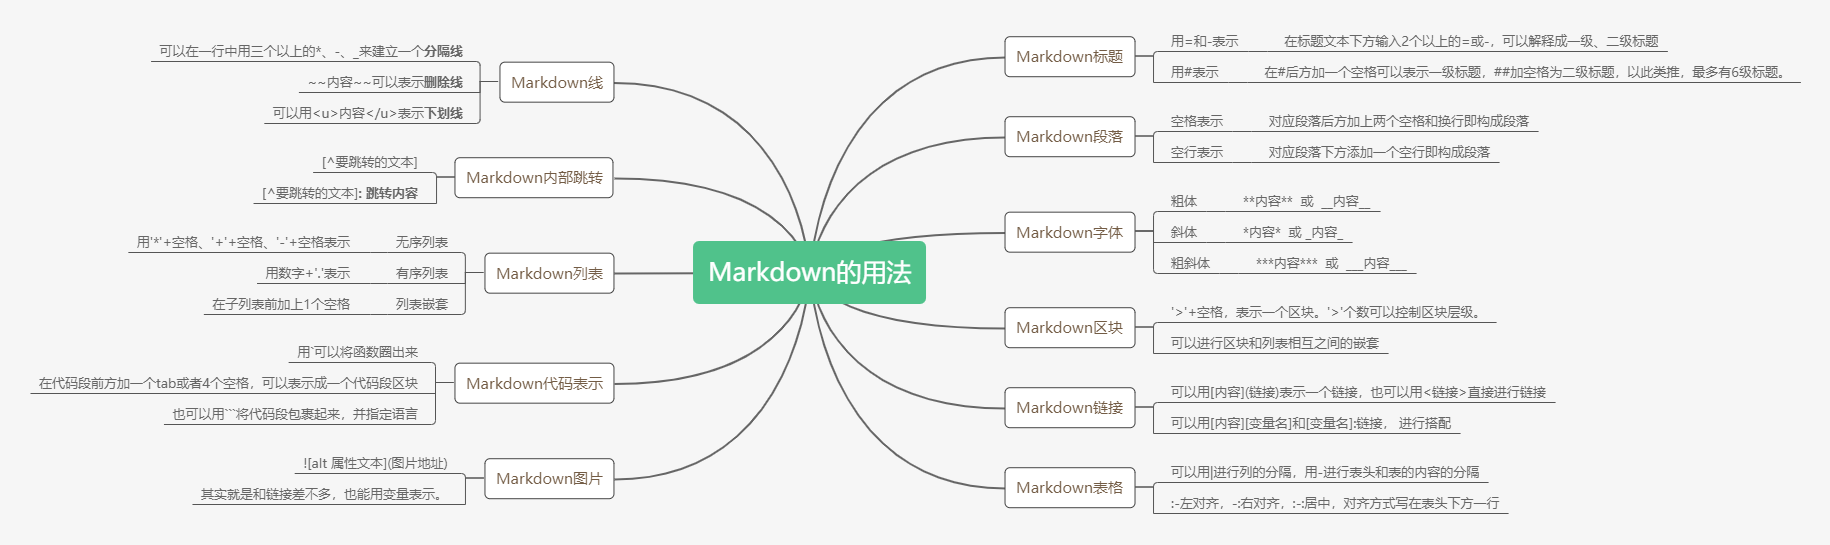 Markdown的用法
Markdown标题
用=和-表示
在标题文本下方输入2个以上的=或-，可以解释成一级、二级标题
用#表示
在#后方加一个空格可以表示一级标题，##加空格为二级标题，以此类推，最多有6级标题。
Markdown段落
空格表示
对应段落后方加上两个空格和换行即构成段落
空行表示
对应段落下方添加一个空行即构成段落
Markdown字体
粗体
**内容** 或 __内容__
斜体
*内容* 或 _内容_
粗斜体
***内容*** 或 ___内容___
Markdown区块
'>'+空格，表示一个区块。'>'个数可以控制区块层级。
可以进行区块和列表相互之间的嵌套
Markdown链接
可以用[内容](链接)表示一个链接，也可以用<链接>直接进行链接
可以用[内容][变量名]和[变量名]:链接， 进行搭配
Markdown表格
可以用|进行列的分隔，用-进行表头和表的内容的分隔
:-左对齐，-:右对齐，:-:居中，对齐方式写在表头下方一行
Markdown线
可以在一行中用三个以上的*、-、_来建立一个分隔线
~~内容~~可以表示删除线
可以用<u>内容</u>表示下划线
Markdown内部跳转
[^要跳转的文本]
[^要跳转的文本]: 跳转内容
Markdown列表
用'*'+空格、'+'+空格、'-'+空格表示
无序列表
用数字+'.'表示
有序列表
在子列表前加上1个空格
列表嵌套
Markdown代码表示
用`可以将函数圈出来
在代码段前方加一个tab或者4个空格，可以表示成一个代码段区块
也可以用```将代码段包裹起来，并指定语言
Markdown图片
![alt 属性文本](图片地址)
其实就是和链接差不多，也能用变量表示。